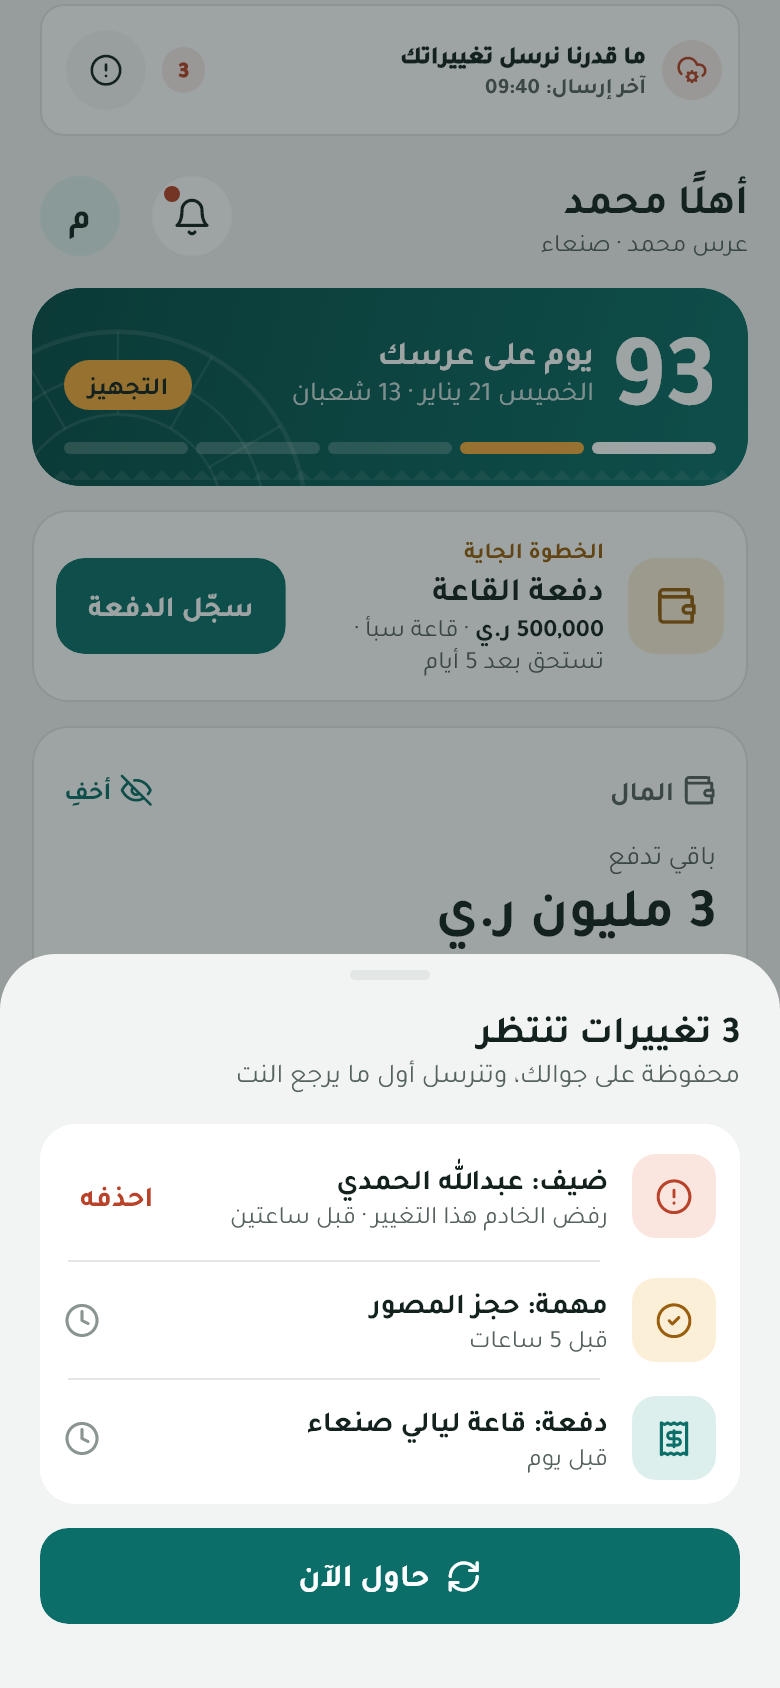 ما قدرنا نرسل تغييراتك
3
آخر إرسال: 09:40
أهلًا محمد
م
عرس محمد · صنعاء
93
يوم على عرسك
التجهيز
الخميس 21 يناير · 13 شعبان
الخطوة الجاية
دفعة القاعة
سجّل الدفعة
500,000 ر.ي · قاعة سبأ ·
تستحق بعد 5 أيام
المال
أخفِ
باقي تدفع
3 مليون ر.ي
3 تغييرات تنتظر
محفوظة على جوالك، وتنرسل أول ما يرجع النت
ضيف: عبدالله الحمدي
احذفه
رفض الخادم هذا التغيير · قبل ساعتين
مهمة: حجز المصور
قبل 5 ساعات
دفعة: قاعة ليالي صنعاء
قبل يوم
حاول الآن